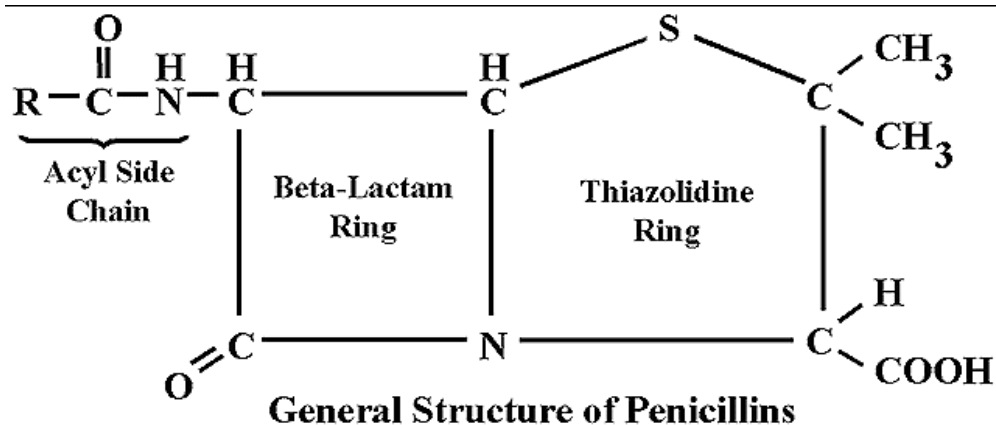 O
S
CH3
H
H
H
R
C
N
C
C
C
CH3
Acyl Side
Chain
Beta-Lactam
Ring
Thiazolidine
Ring
H
C
N
C
O
COOH
General Structure of Penicillins